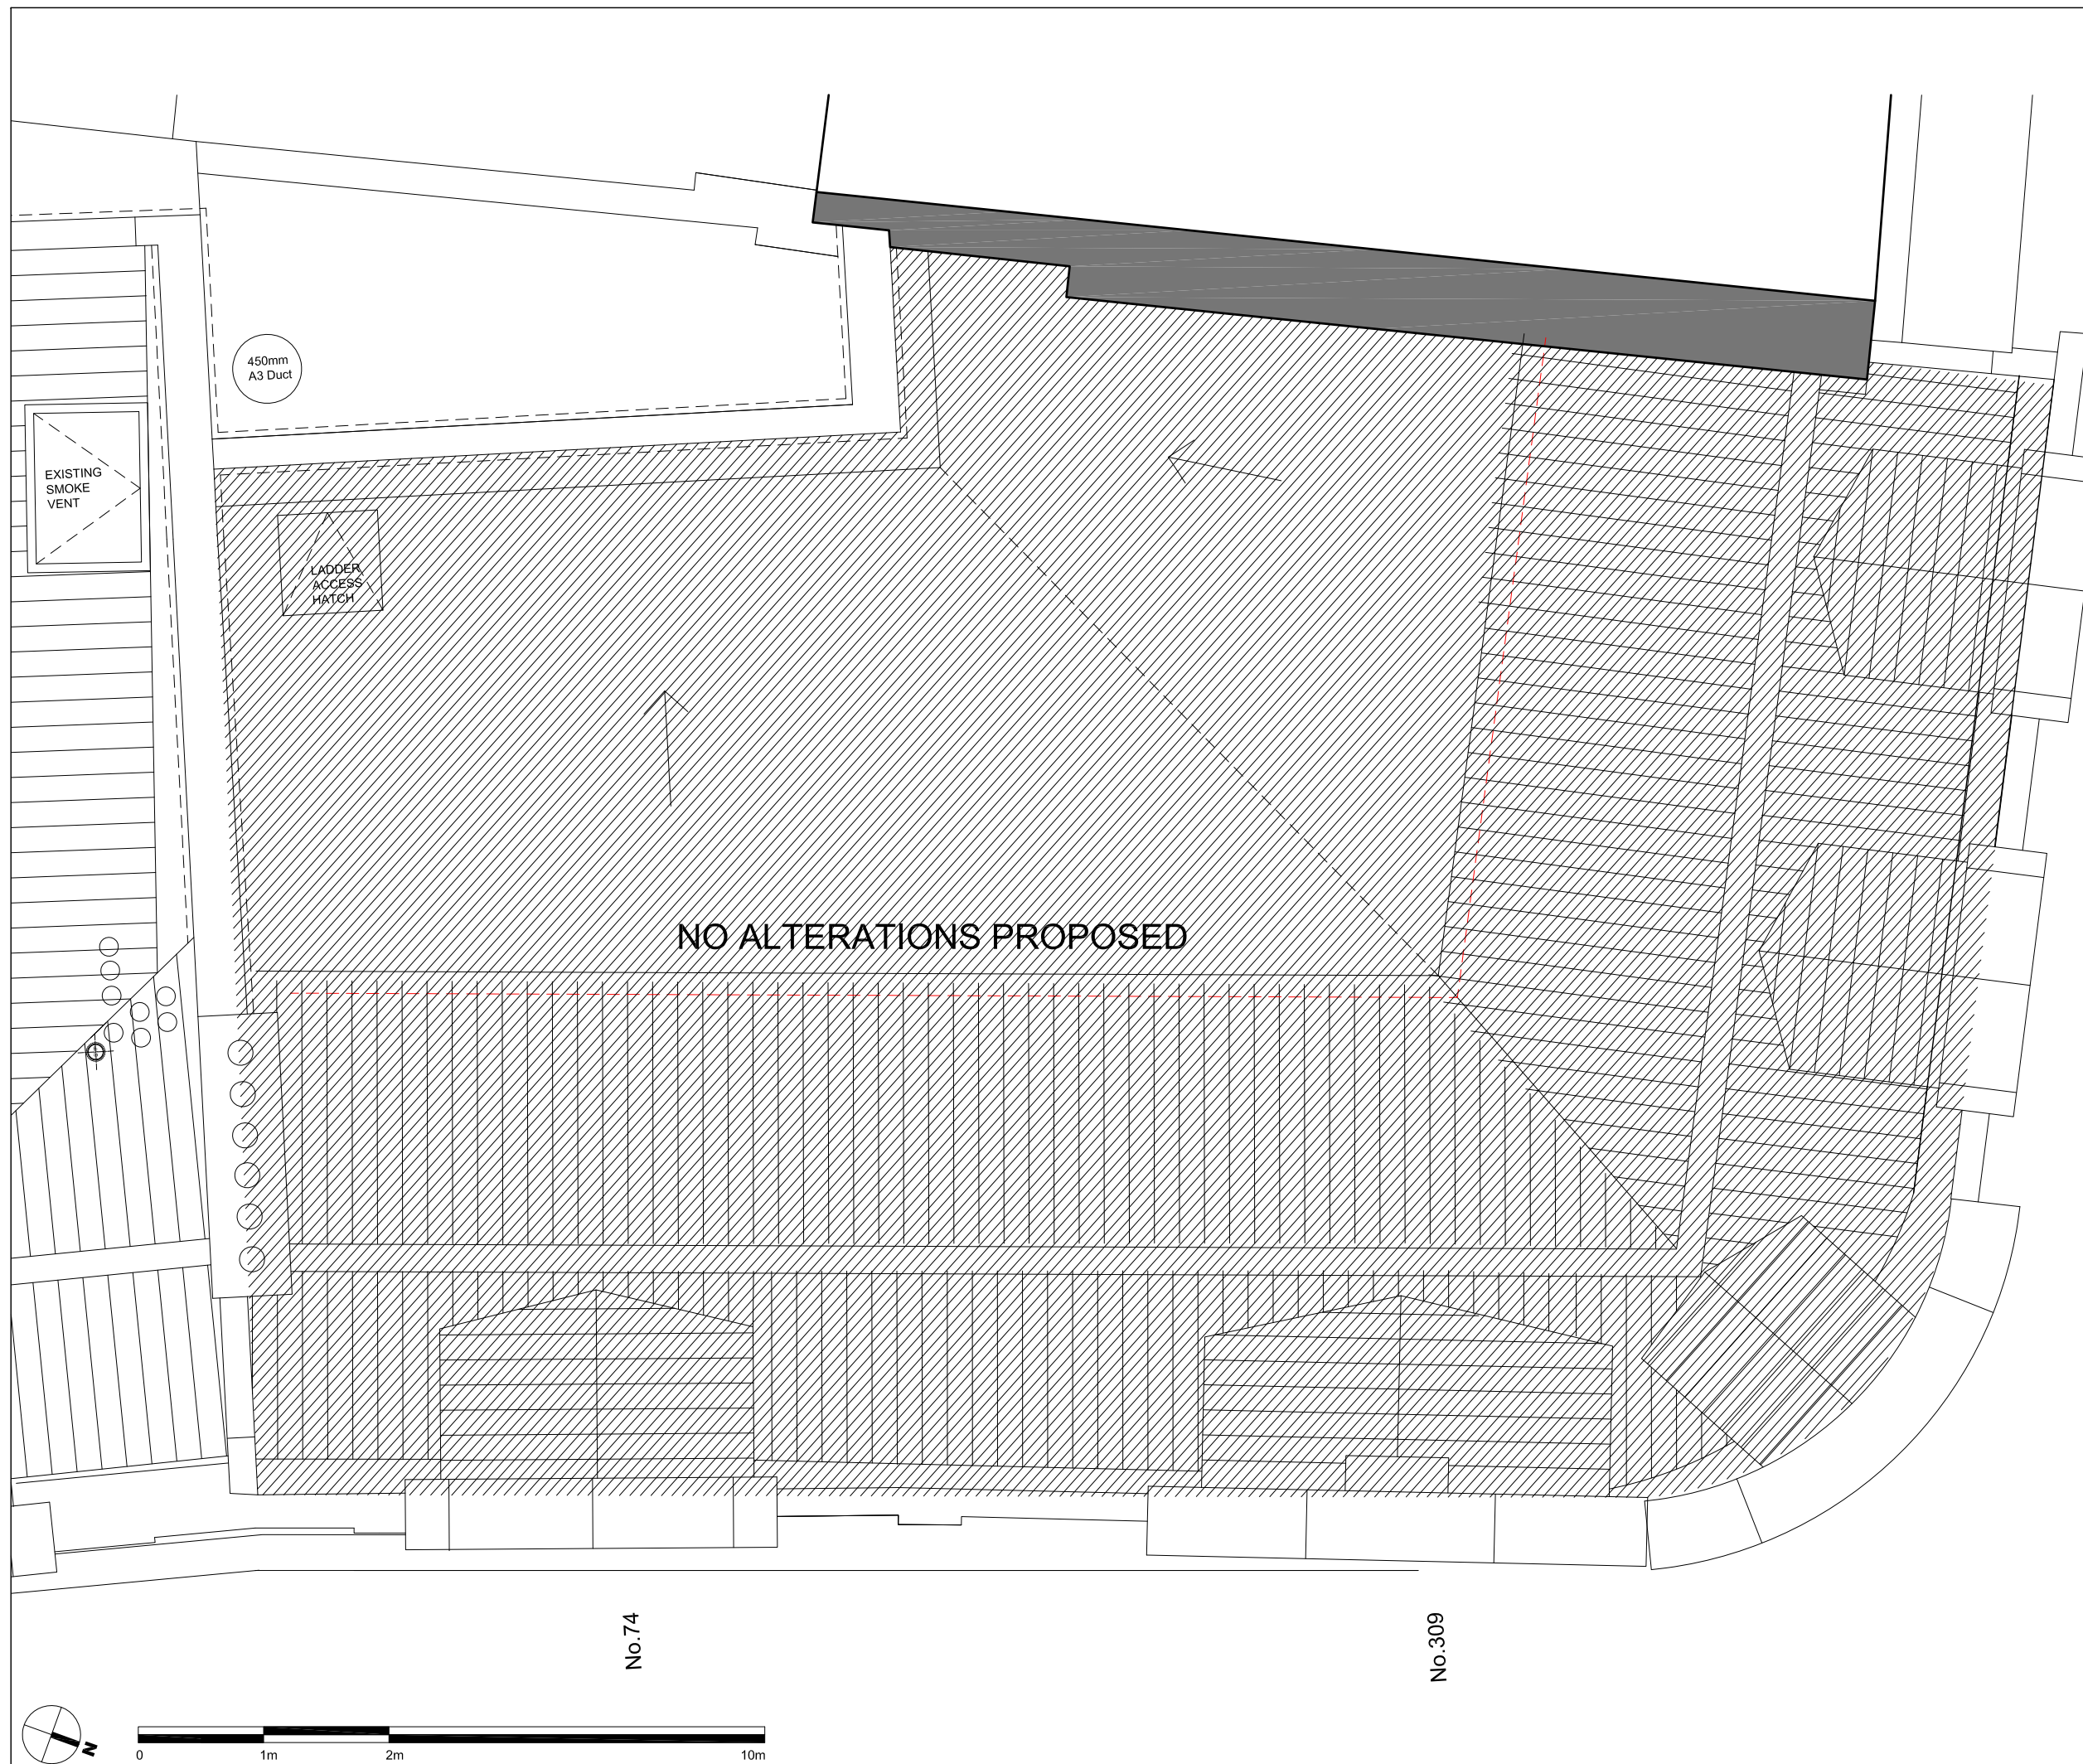 450mm
A3 Duct
EXISTING
SMOKE
VENT
LADDER
ACCESS
HATCH
NO ALTERATIONS PROPOSED
No.74
No.309
N
0
1m
2m
10m